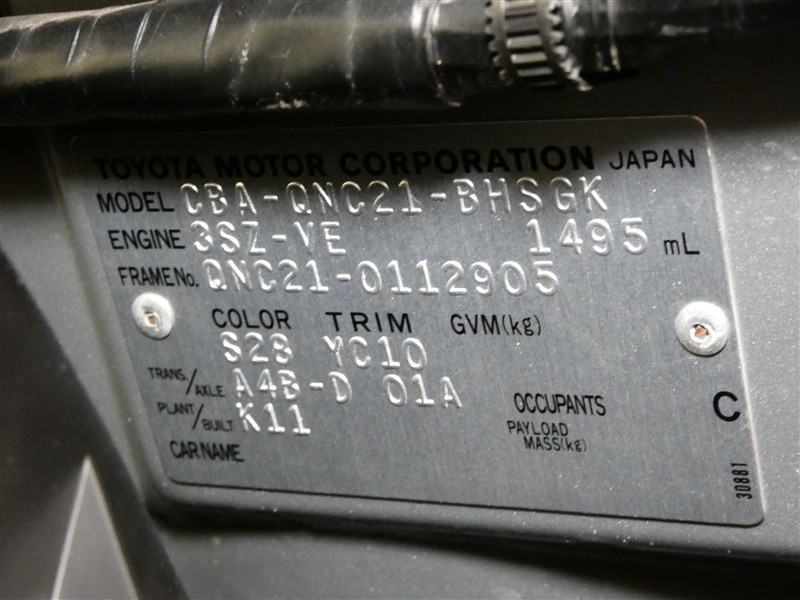 TOYOTA MOTOR CORPORATION JAPAN
MODEL CBA-QNC21-BHSGK
ENGINE 3SZ-VE 1495 mL
FRAME No. QNC21-0112905
COLOR TRIM GVM(kg)
S28 YC10
TRANS./AXLE A4B-D 01A
OCCUPANTS C
PLANT/BUILT K11
PAYLOAD
MASS(kg)
CAR NAME
30881